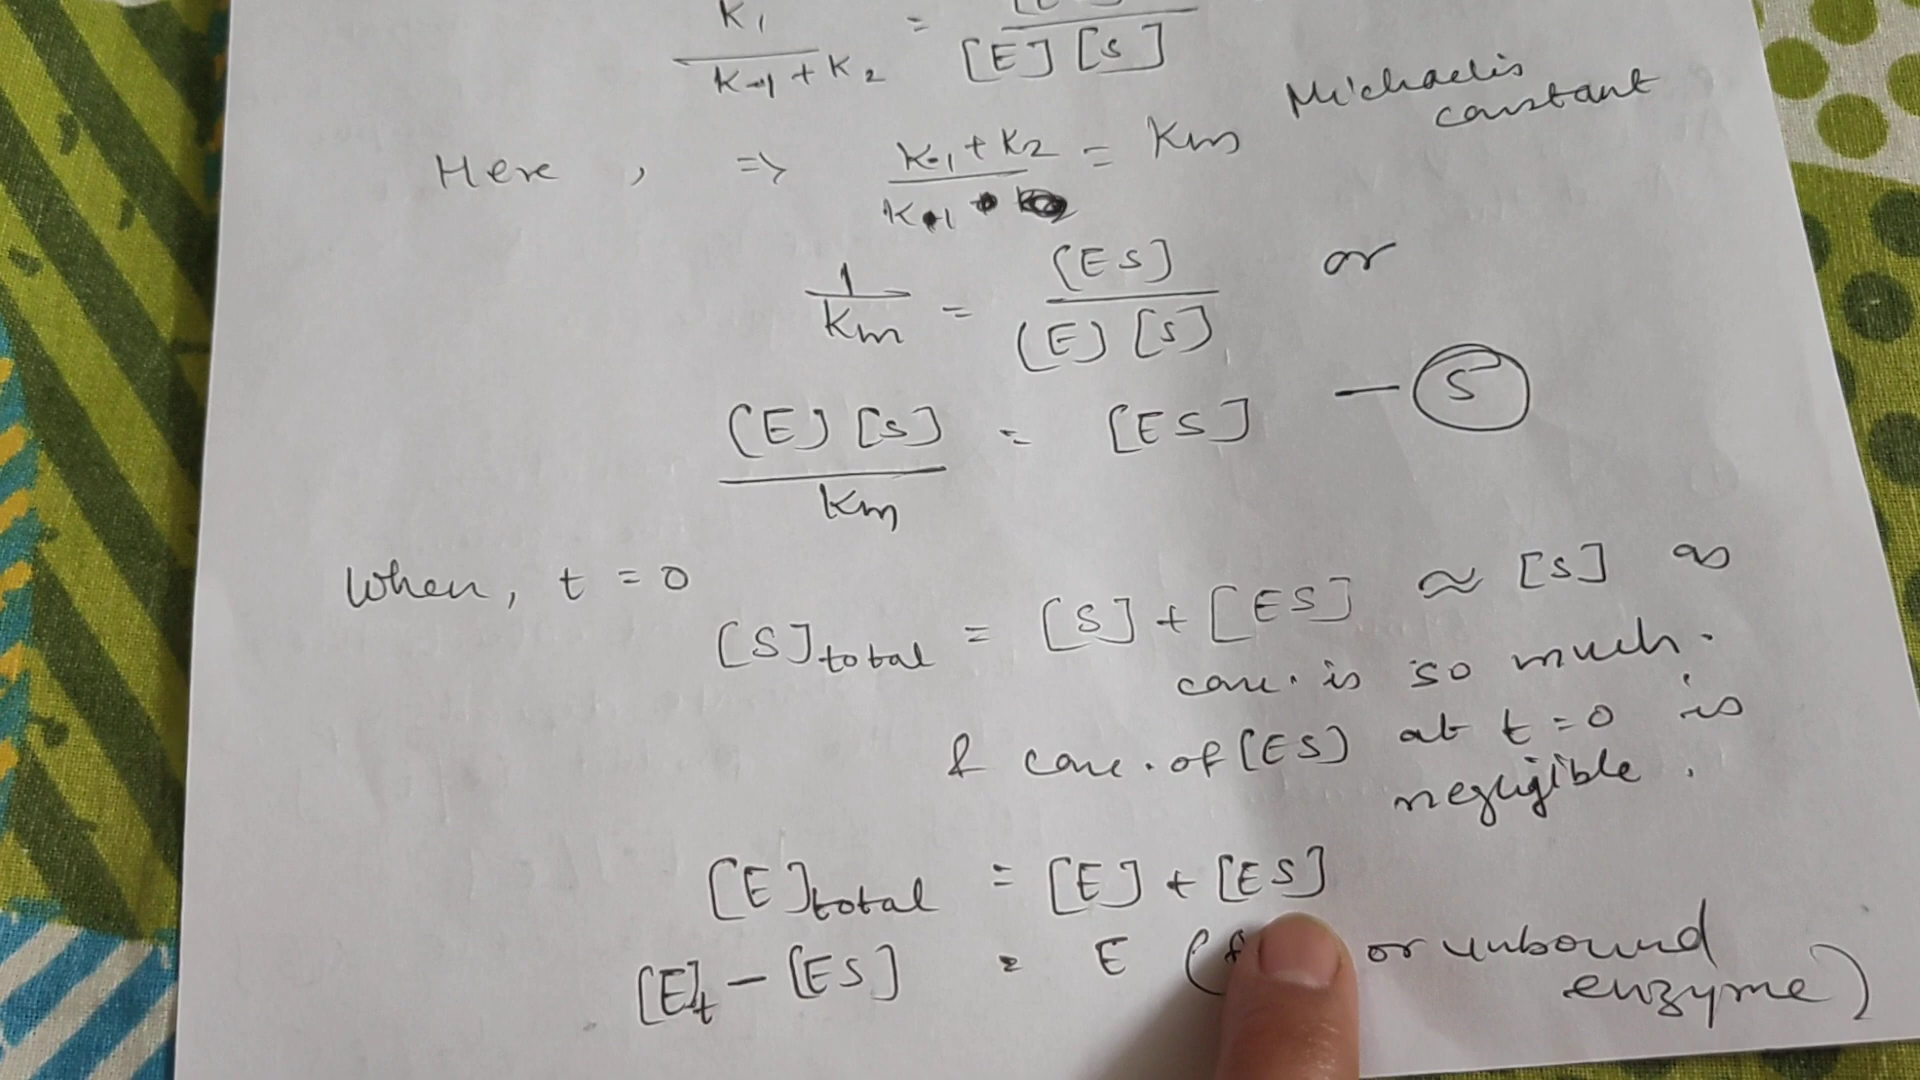 K1 / K-1 + K2 = / [E] [S]
Michaelis
constant
Here , => K-1 + K2 / K1 = Km
1 / Km = [ES] / [E] [S] or
[E] [S] / Km = [ES] — 5
When, t = 0
[S]total = [S] + [ES] ≈ [S] as
conc. is so much.
& conc. of [ES] at t = 0 is
negligible.
[E]total = [E] + [ES]
[E]t – [ES] = E ( or unbound
enzyme)